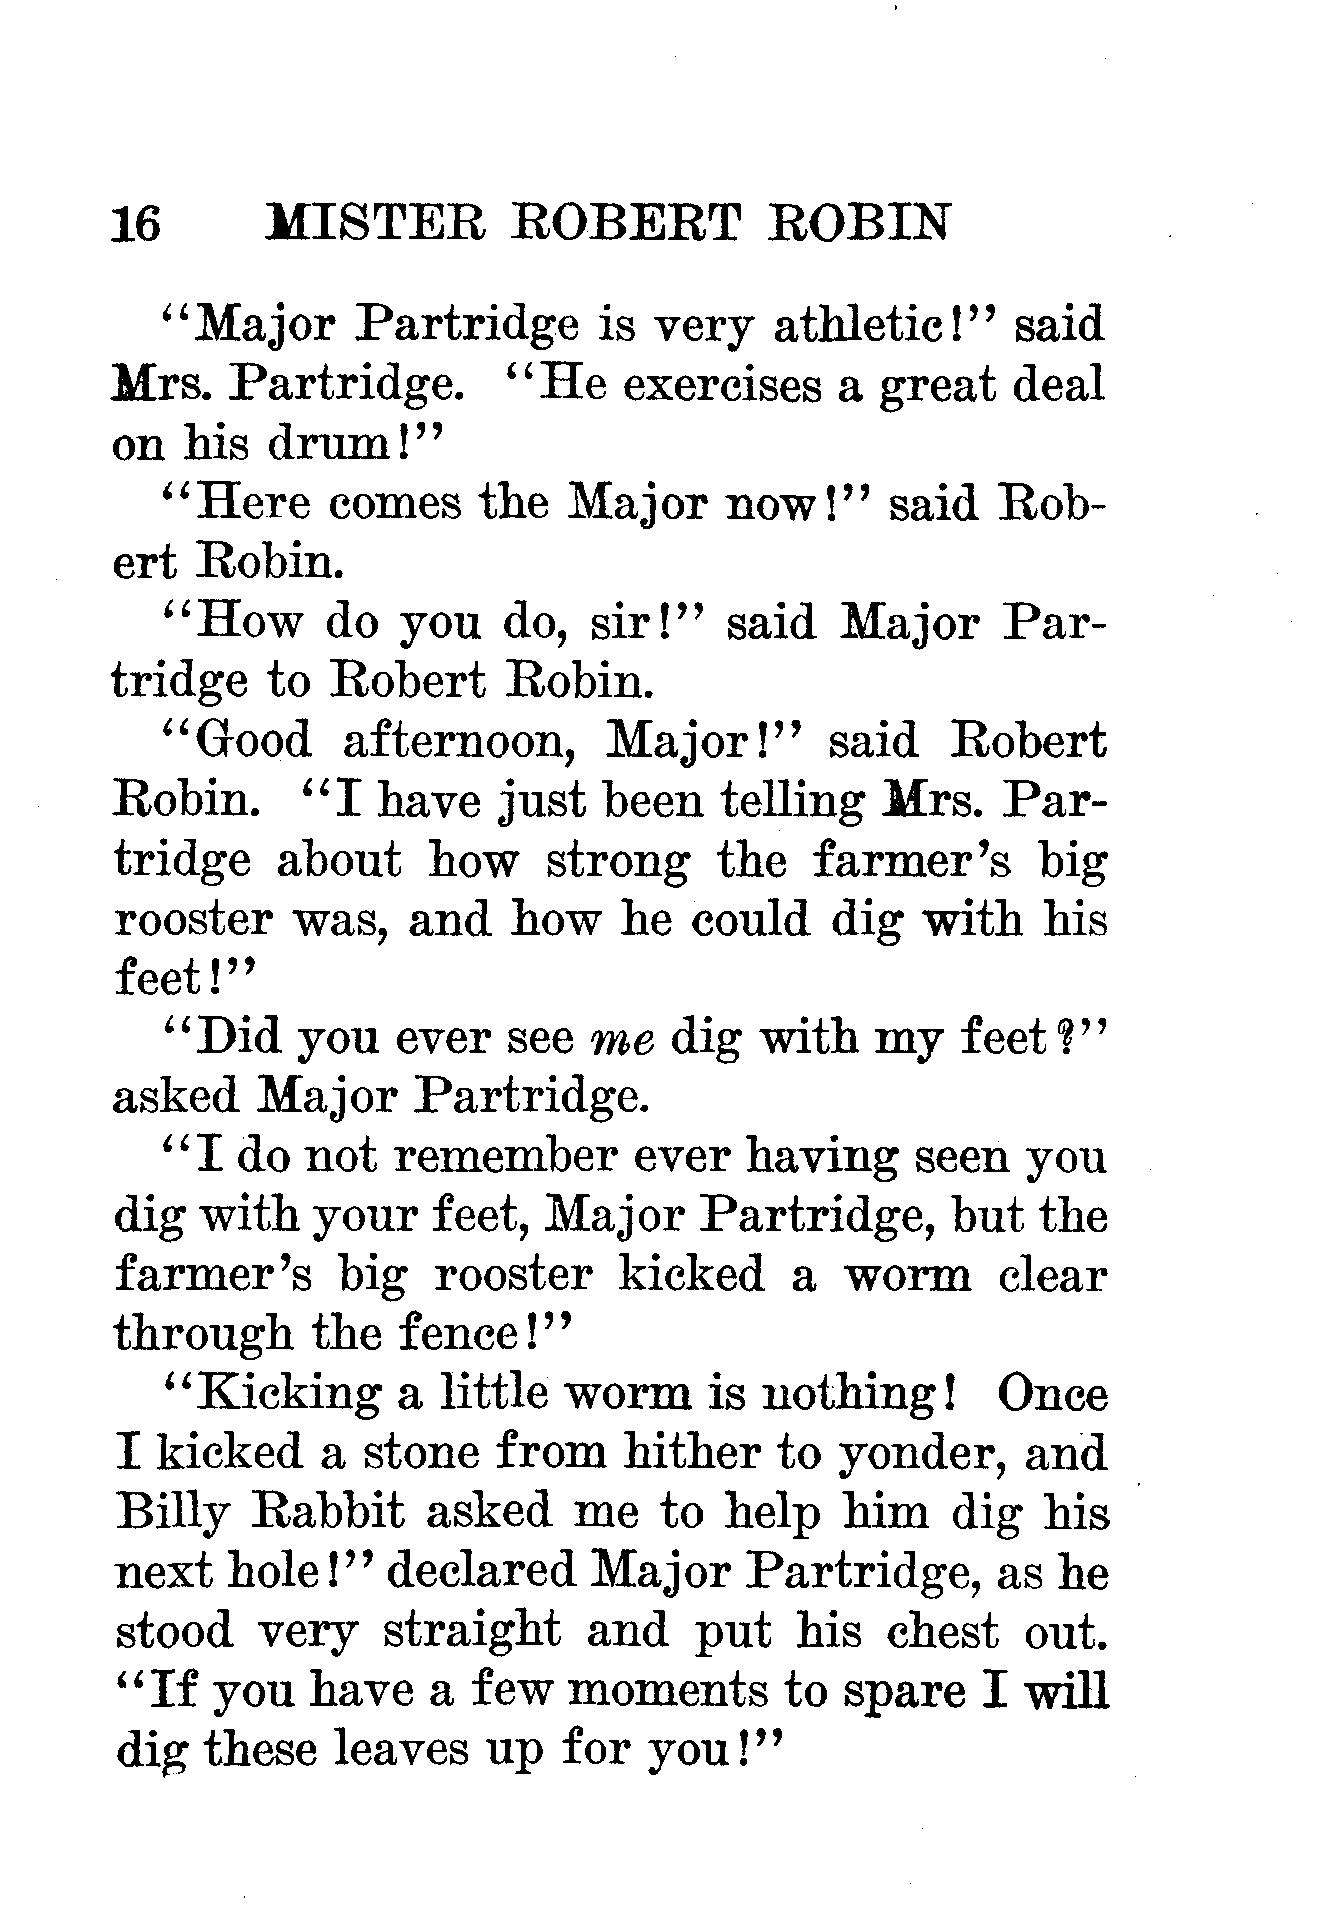 16 MISTER ROBERT ROBIN
"Major Partridge is very athletic!" said
Mrs. Partridge. "He exercises a great deal
on his drum!"
"Here comes the Major now!" said Rob-
ert Robin.
"How do you do, sir!" said Major Par-
tridge to Robert Robin.
"Good afternoon, Major!" said Robert
Robin. "I have just been telling Mrs. Par-
tridge about how strong the farmer's big
rooster was, and how he could dig with his
feet!"
"Did you ever see me dig with my feet?"
asked Major Partridge.
"I do not remember ever having seen you
dig with your feet, Major Partridge, but the
farmer's big rooster kicked a worm clear
through the fence!"
"Kicking a little worm is nothing! Once
I kicked a stone from hither to yonder, and
Billy Rabbit asked me to help him dig his
next hole!" declared Major Partridge, as he
stood very straight and put his chest out.
"If you have a few moments to spare I will
dig these leaves up for you!"